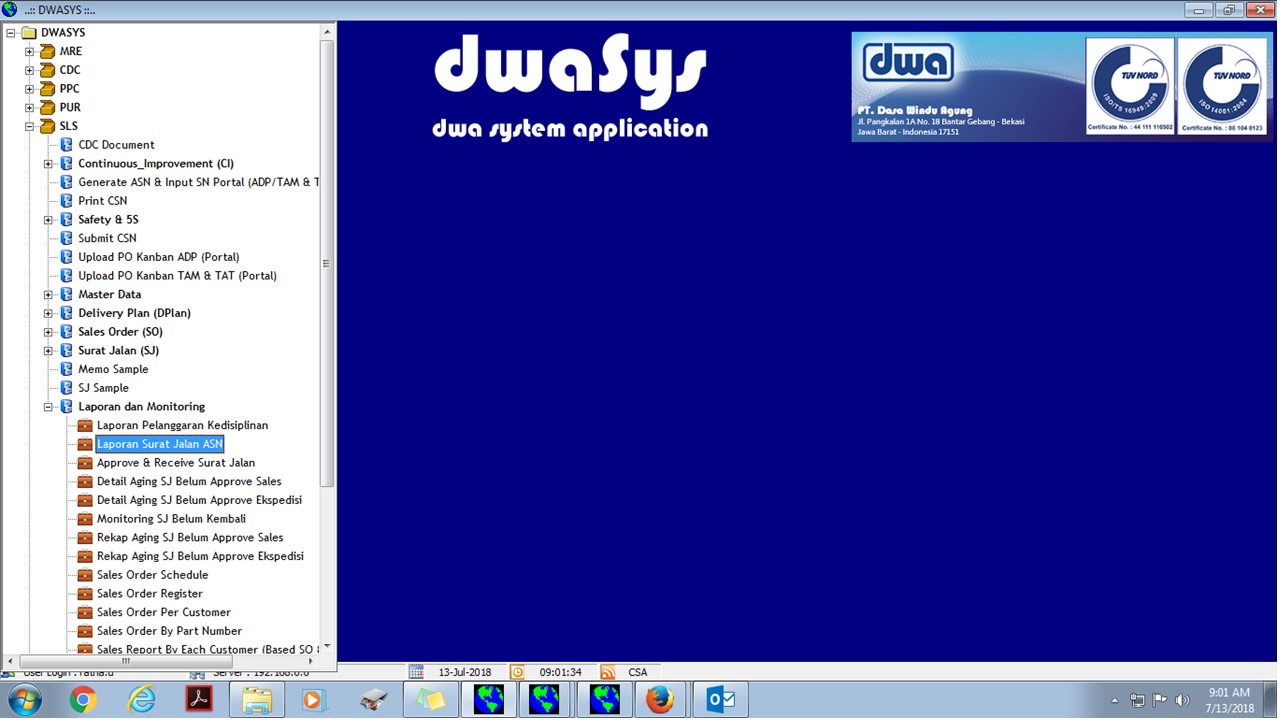 ..:: DWASYS ::..
DWASYS
MRE
CDC
PPC
PUR
SLS
CDC Document
Continuous_Improvement (CI)
Generate ASN & Input SN Portal (ADP/TAM & T
Print CSN
Safety & 5S
Submit CSN
Upload PO Kanban ADP (Portal)
Upload PO Kanban TAM & TAT (Portal)
Master Data
Delivery Plan (DPlan)
Sales Order (SO)
Surat Jalan (SJ)
Memo Sample
SJ Sample
Laporan dan Monitoring
Laporan Pelanggaran Kedisiplinan
Laporan Surat Jalan ASN
Approve & Receive Surat Jalan
Detail Aging SJ Belum Approve Sales
Detail Aging SJ Belum Approve Ekspedisi
Monitoring SJ Belum Kembali
Rekap Aging SJ Belum Approve Sales
Rekap Aging SJ Belum Approve Ekspedisi
Sales Order Schedule
Sales Order Register
Sales Order Per Customer
Sales Order By Part Number
Sales Report By Each Customer (Based SO
dwaSys
dwa system application
dwa
PT. Dasa Windu Agung
Jl. Pangkalan 1A No. 18 Bantar Gebang - Bekasi
Jawa Barat - Indonesia 17151
TUV NORD
ISO/TS 16949:2009
Certificate No. : 44 111 110502
TUV NORD
ISO 14001:2004
Certificate No. : 08 104 0123
User Login : ratna.d
Server : 192.168.0.6
13-Jul-2018
09:01:34
CSA
9:01 AM
7/13/2018